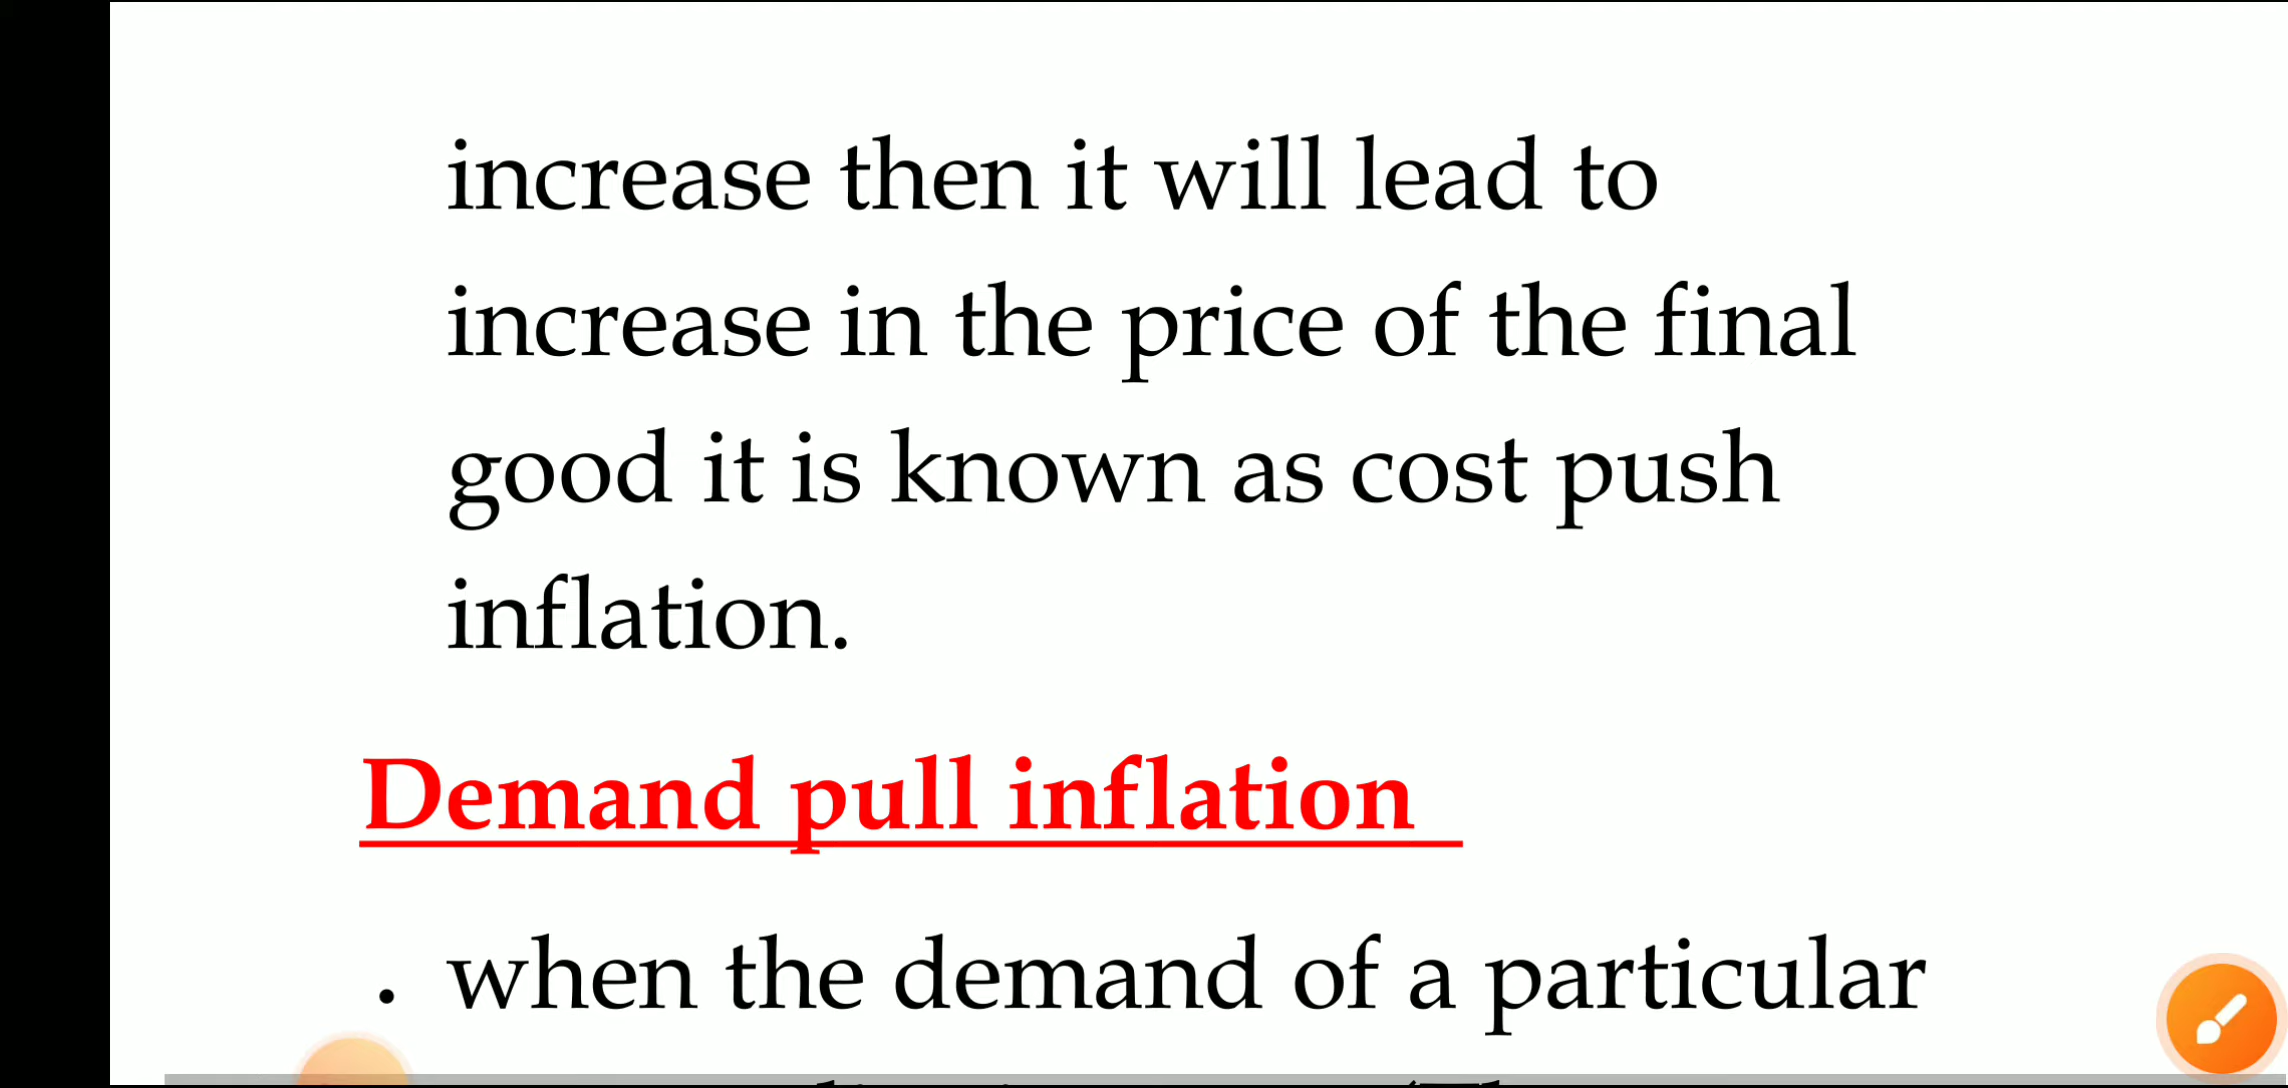 increase then it will lead to
increase in the price of the final
good it is known as cost push
inflation.
Demand pull inflation
• when the demand of a particular